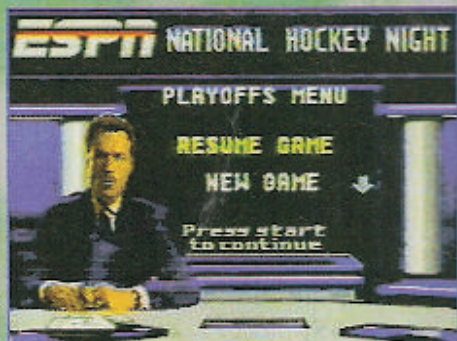 ESPN NATIONAL HOCKEY NIGHT
PLAYOFFS MENU
RESUME GAME
NEW GAME
Press start
to continue